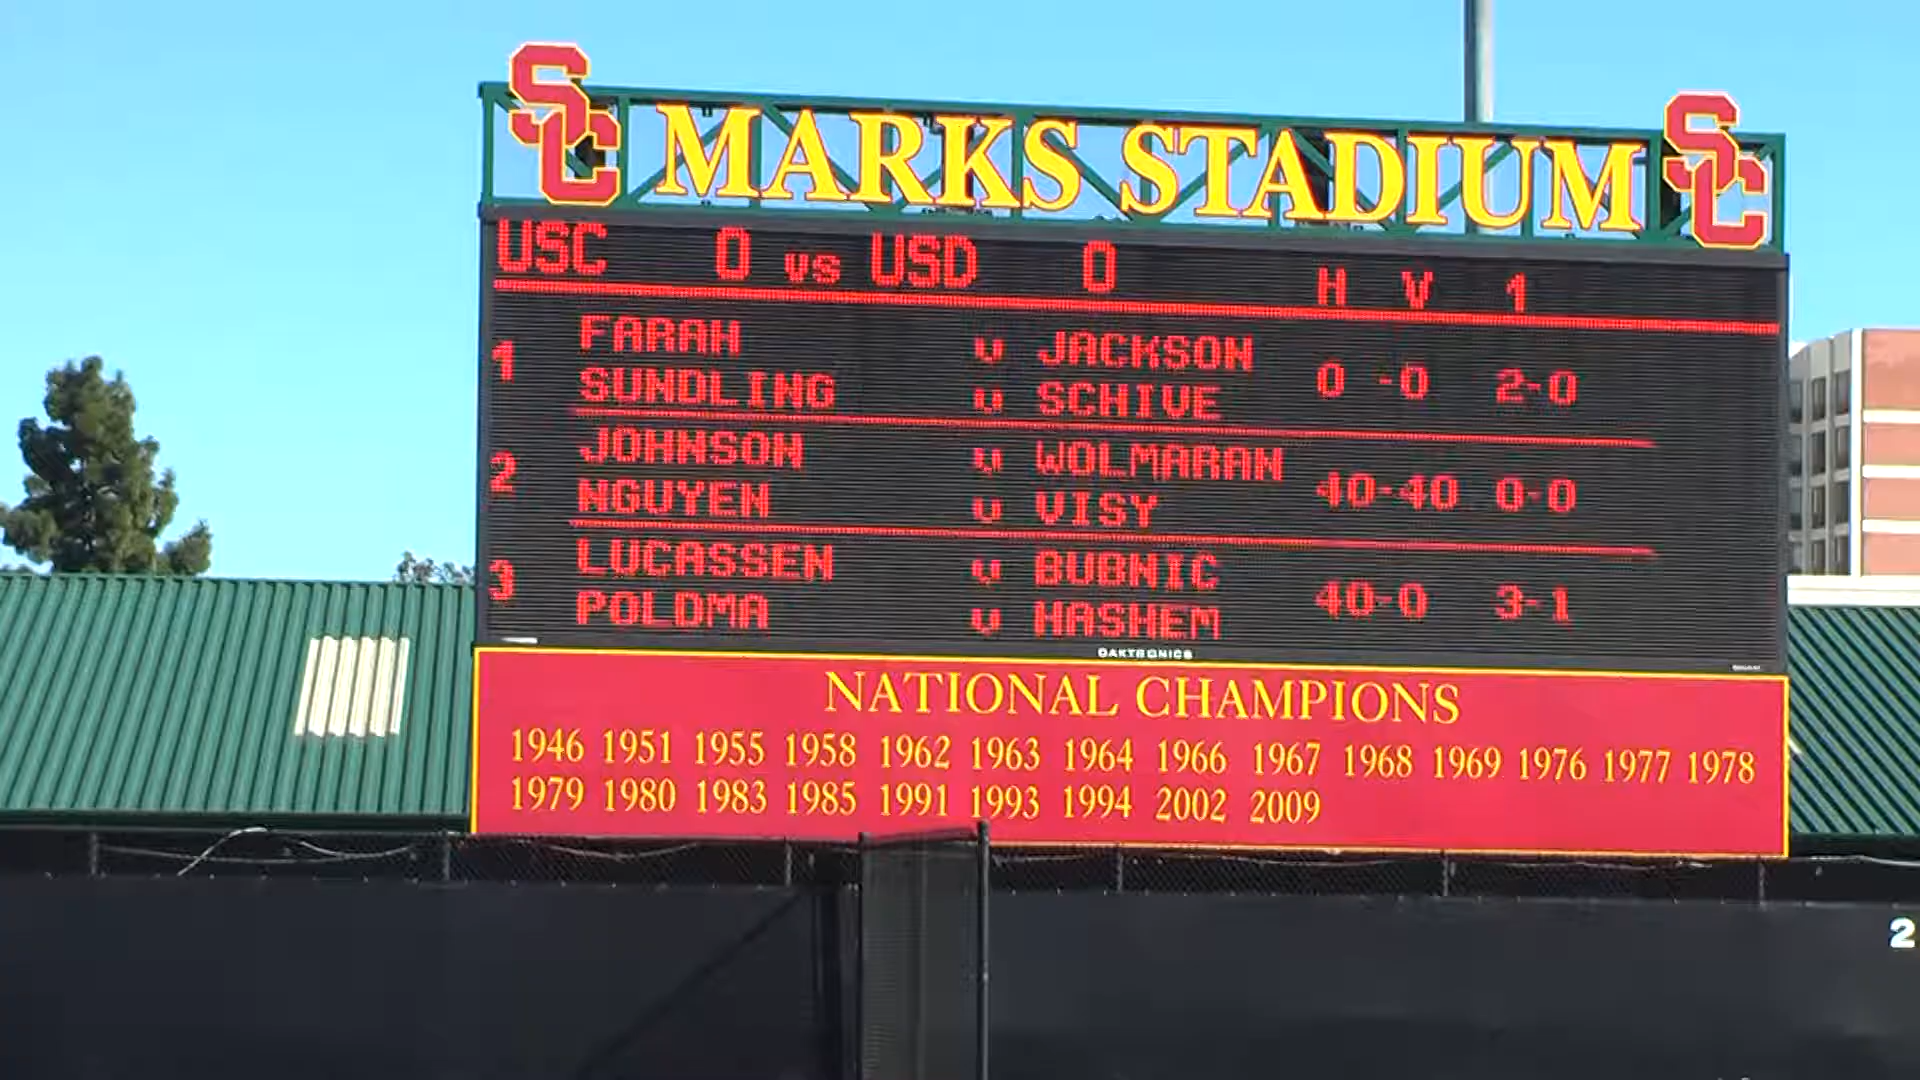 SC MARKS STADIUM SC
USC 0 vs USD 0 H V 1
1 FARAH v JACKSON 0 -0 2-0
SUNDLING v SCHIVE
2 JOHNSON v WOLMARAN 40-40 0-0
NGUYEN v VISY
3 LUCASSEN v BUBNIC 40-0 3-1
POLDMA v HASHEM
DAKTRONICS
NATIONAL CHAMPIONS
1946 1951 1955 1958 1962 1963 1964 1966 1967 1968 1969 1976 1977 1978
1979 1980 1983 1985 1991 1993 1994 2002 2009
2